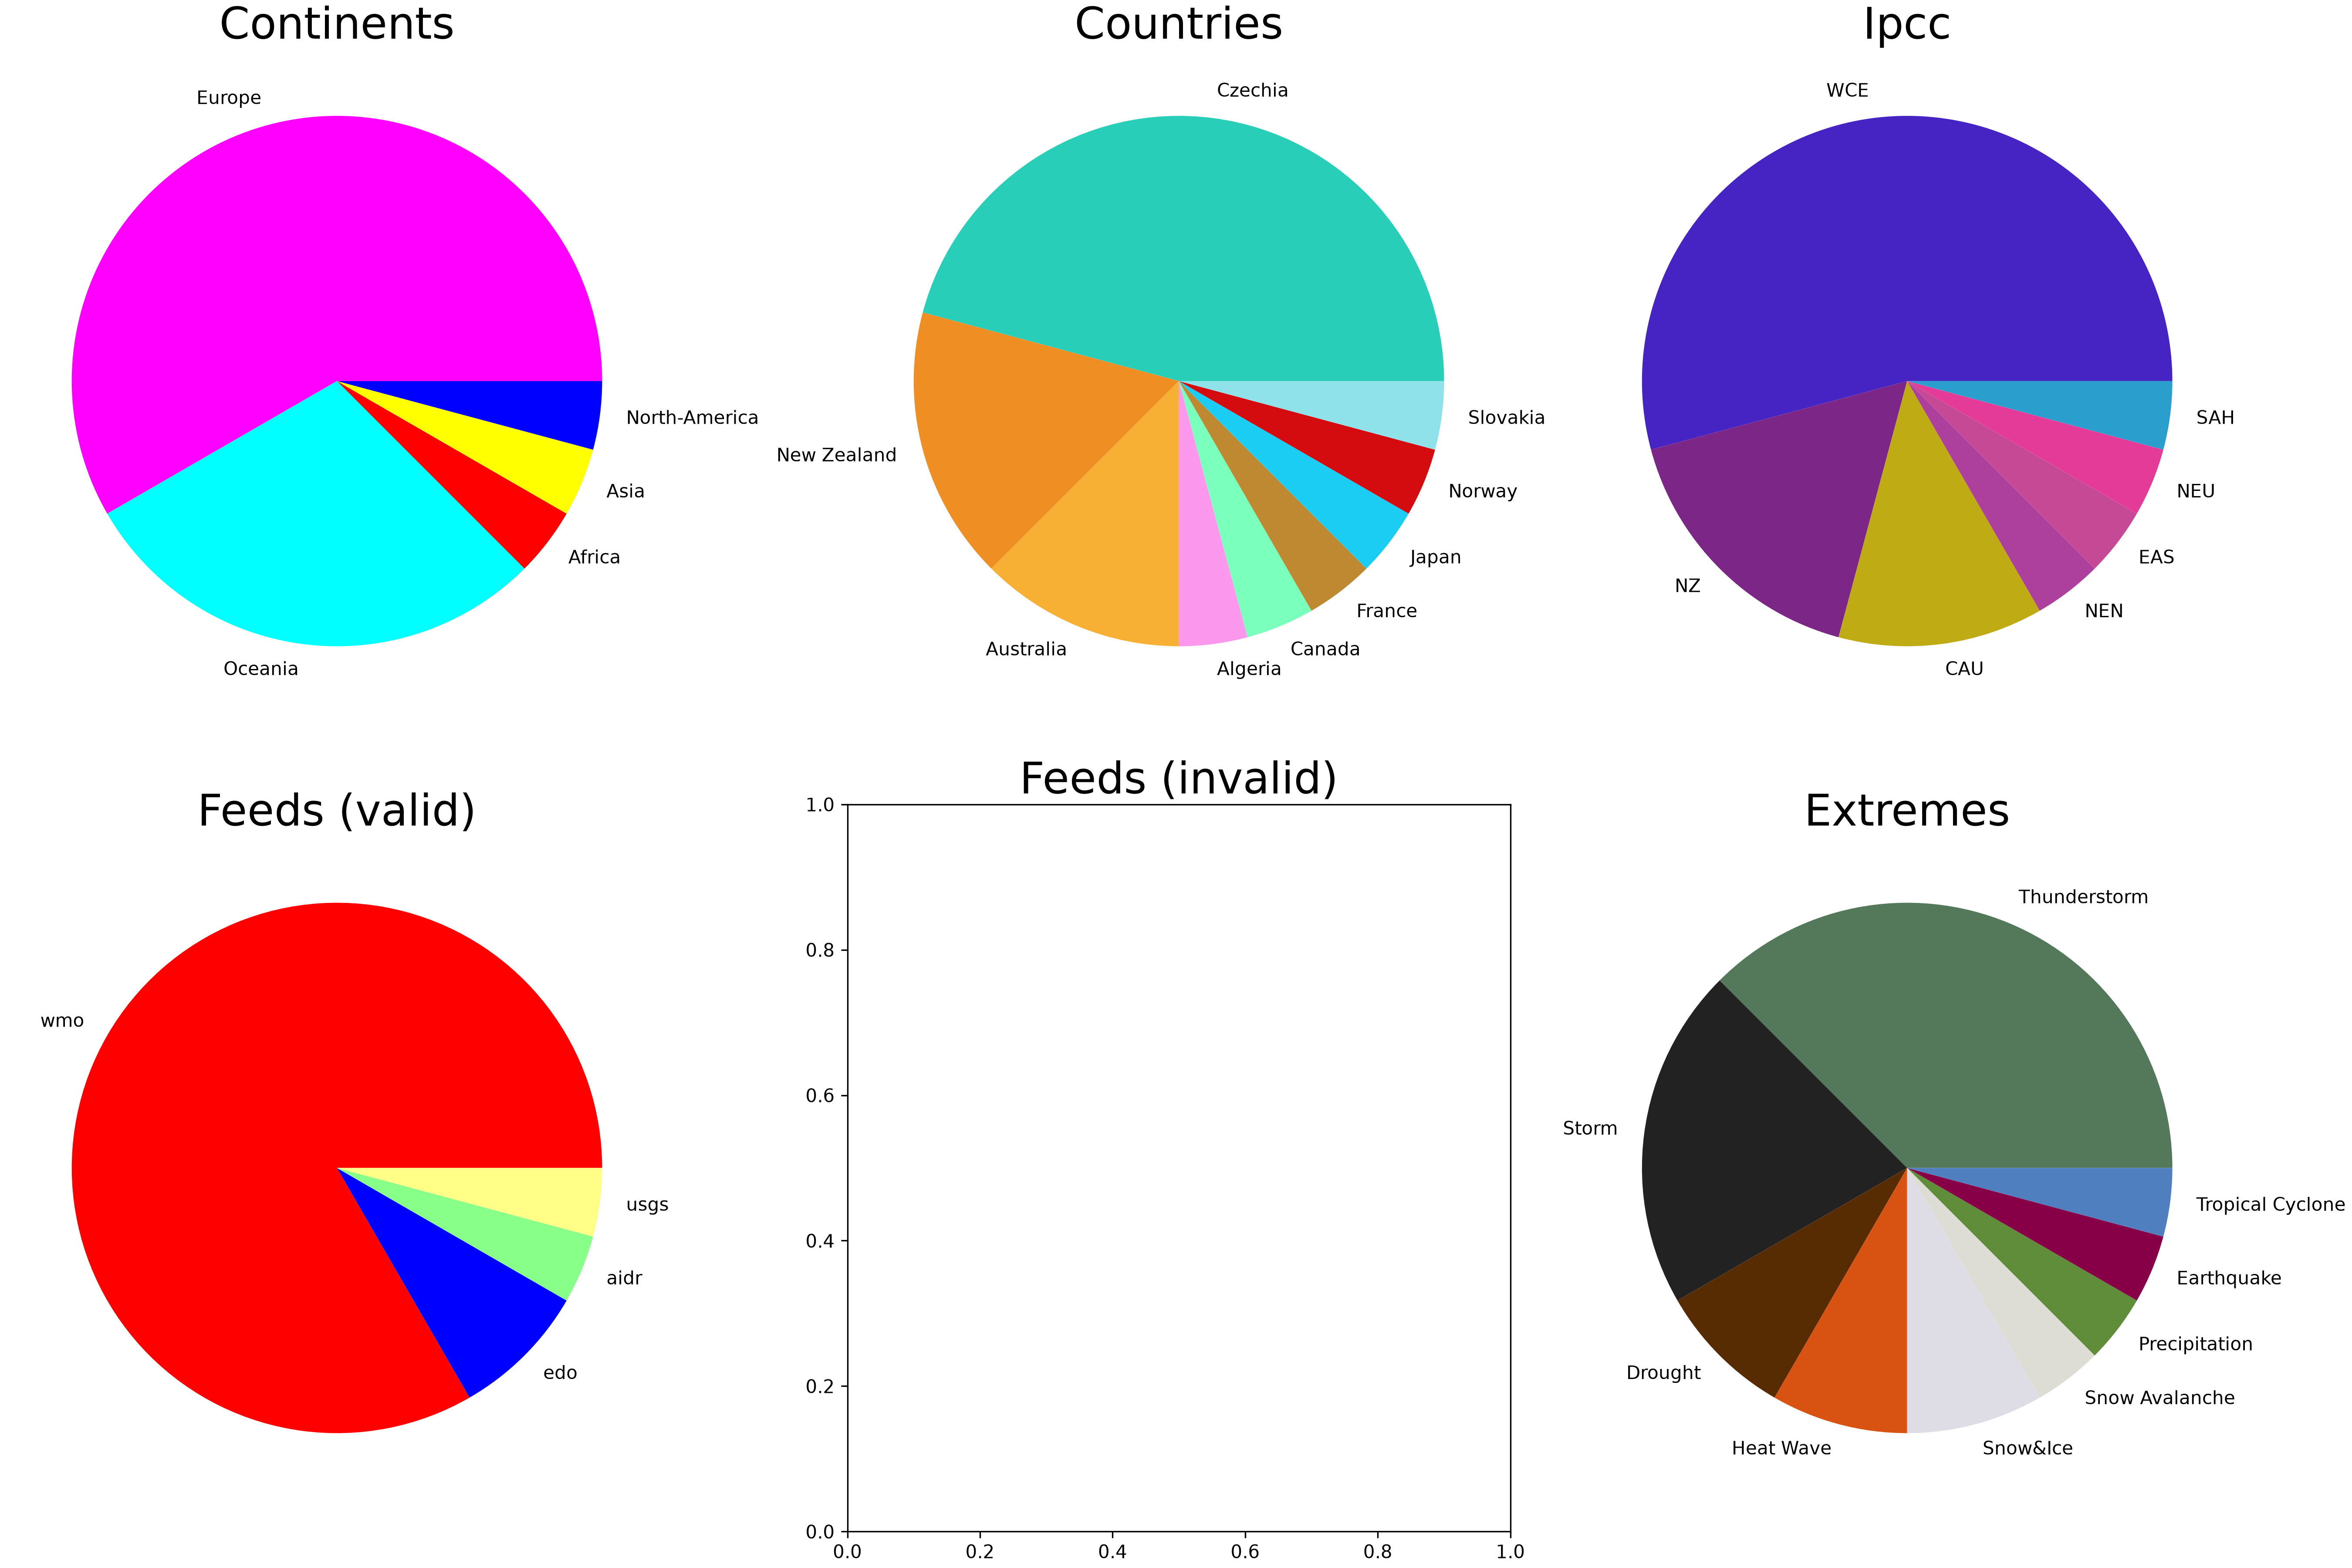 Continents
Europe
North-America
Asia
Africa
Oceania
Countries
Czechia
Slovakia
New Zealand
Norway
Japan
France
Australia
Canada
Algeria
Ipcc
WCE
SAH
NEU
EAS
NZ
NEN
CAU
Feeds (valid)
wmo
usgs
aidr
edo
Feeds (invalid)
1.0
0.8
0.6
0.4
0.2
0.0
0.0 0.2 0.4 0.6 0.8 1.0
Extremes
Thunderstorm
Storm
Tropical Cyclone
Earthquake
Precipitation
Drought
Snow Avalanche
Heat Wave
Snow&Ice